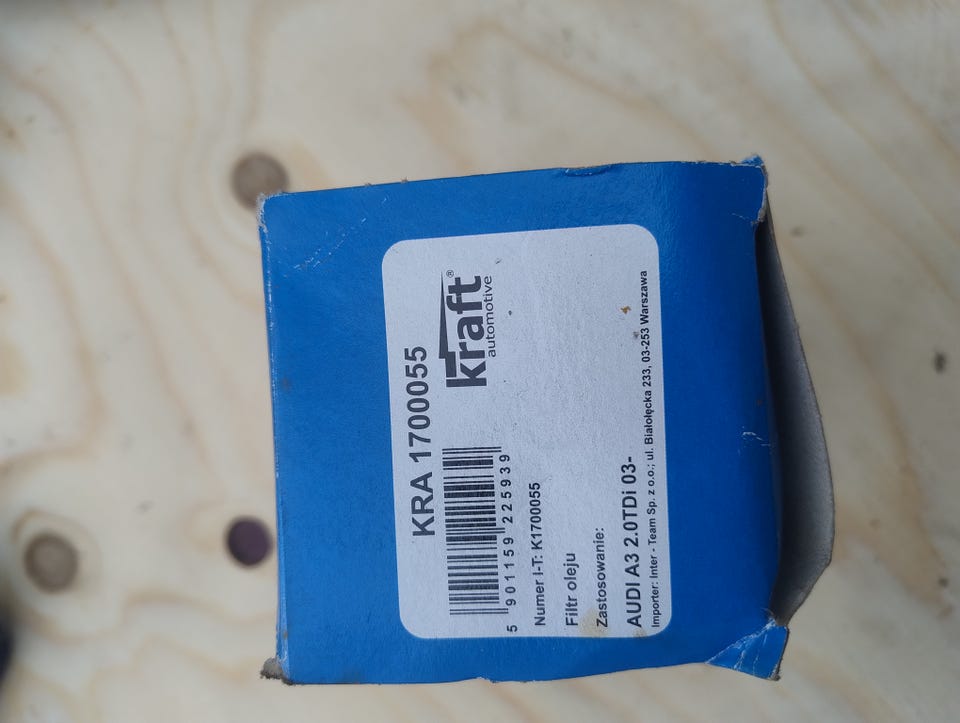 KRA 1700055
kraft®
automotive
5 901159 225939
Numer I-T: K1700055
Filtr oleju
Zastosowanie:
AUDI A3 2.0TDi 03-
Importer: Inter - Team Sp. z o.o.; ul. Białołęcka 233, 03-253 Warszawa